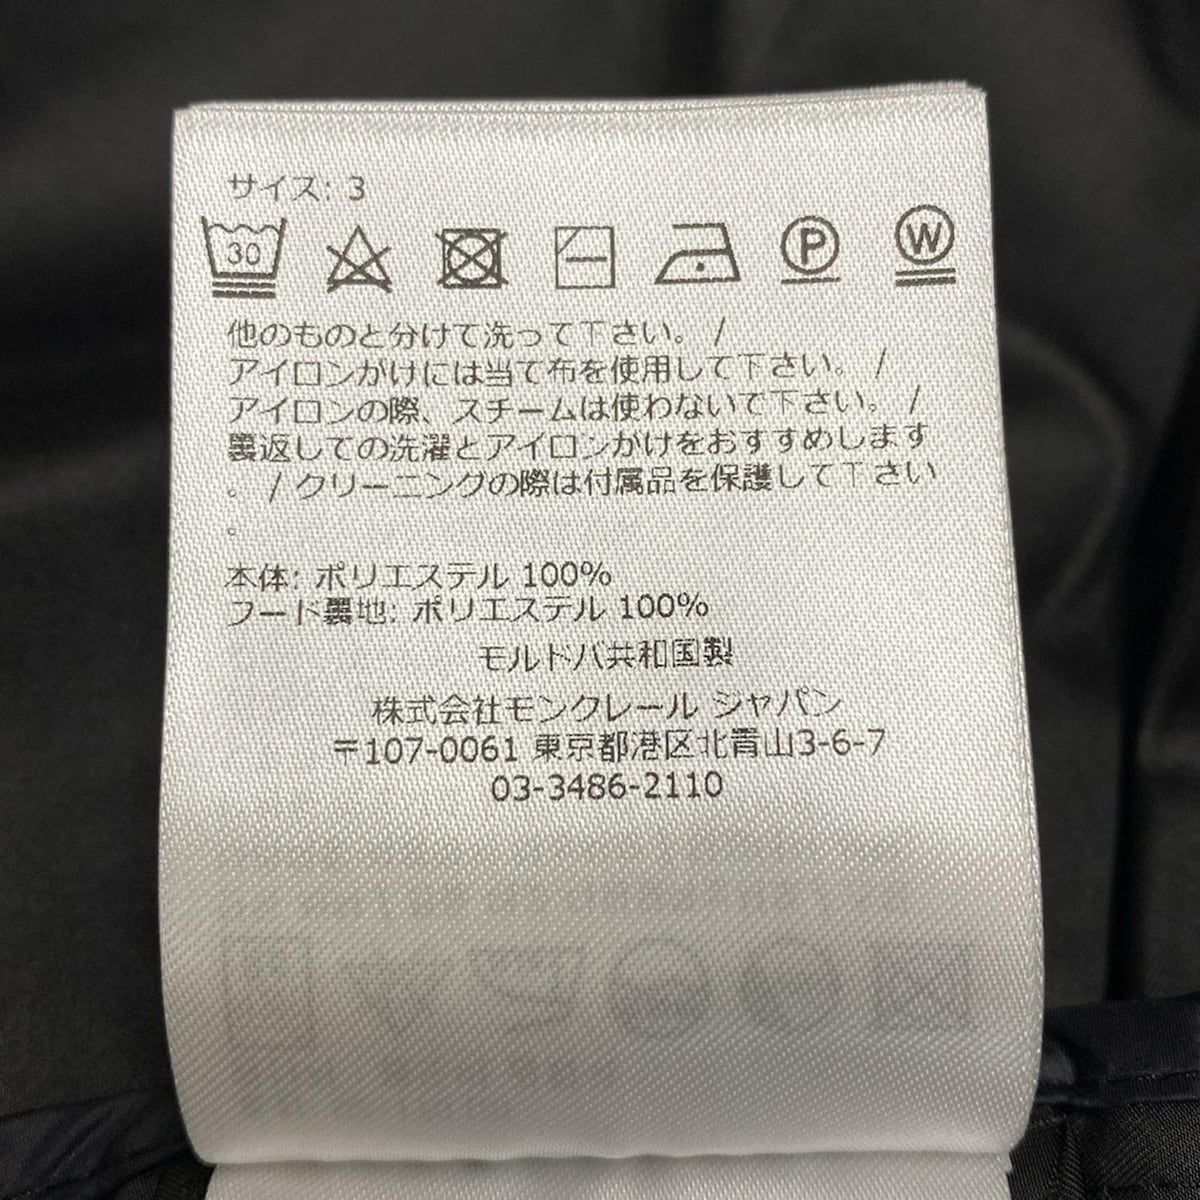 サイズ: 3
30 P W
他のものと分けて洗って下さい。 /
アイロンがけには当て布を使用して下さい。 /
アイロンの際、スチームは使わないで下さい。 /
裏返しての洗濯とアイロンがけをおすすめします
。 / クリーニングの際は付属品を保護して下さい
。
本体: ポリエステル 100%
フード裏地: ポリエステル 100%
モルドバ共和国製
株式会社モンクレール ジャパン
〒107-0061 東京都港区北青山3-6-7
03-3486-2110